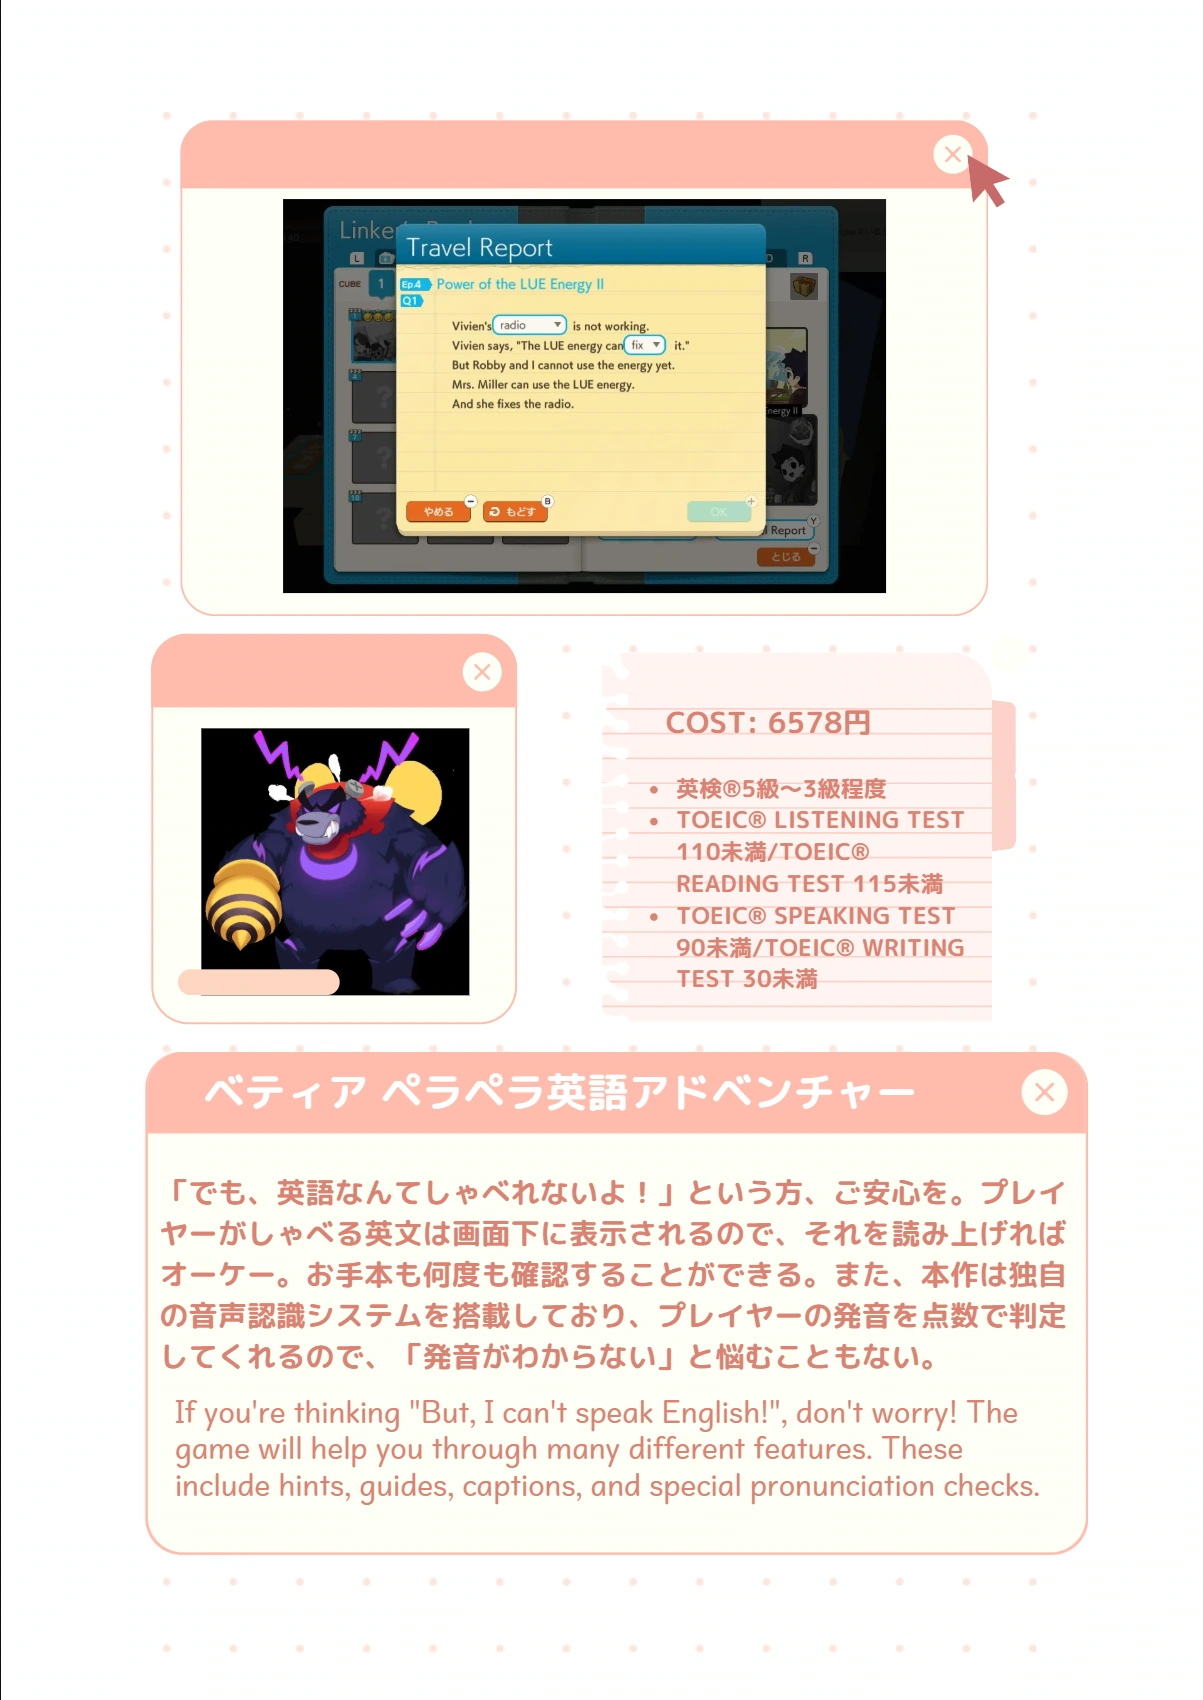 Linker's
L
R
CUBE 1
Travel Report
Ep.4 Power of the LUE Energy II
Q1
Vivien's radio is not working.
Vivien says, "The LUE energy can fix it."
But Robby and I cannot use the energy yet.
Mrs. Miller can use the LUE energy.
And she fixes the radio.
Energy II
やめる
もどす B
OK
l Report Y
とじる
COST: 6578円
• 英検®5級〜3級程度
• TOEIC® LISTENING TEST
110未満/TOEIC®
READING TEST 115未満
• TOEIC® SPEAKING TEST
90未満/TOEIC® WRITING
TEST 30未満
ベティア ペラペラ英語アドベンチャー
「でも、英語なんてしゃべれないよ！」という方、ご安心を。プレイ
ヤーがしゃべる英文は画面下に表示されるので、それを読み上げれば
オーケー。お手本も何度も確認することができる。また、本作は独自
の音声認識システムを搭載しており、プレイヤーの発音を点数で判定
してくれるので、「発音がわからない」と悩むこともない。
If you're thinking "But, I can't speak English!", don't worry! The
game will help you through many different features. These
include hints, guides, captions, and special pronunciation checks.